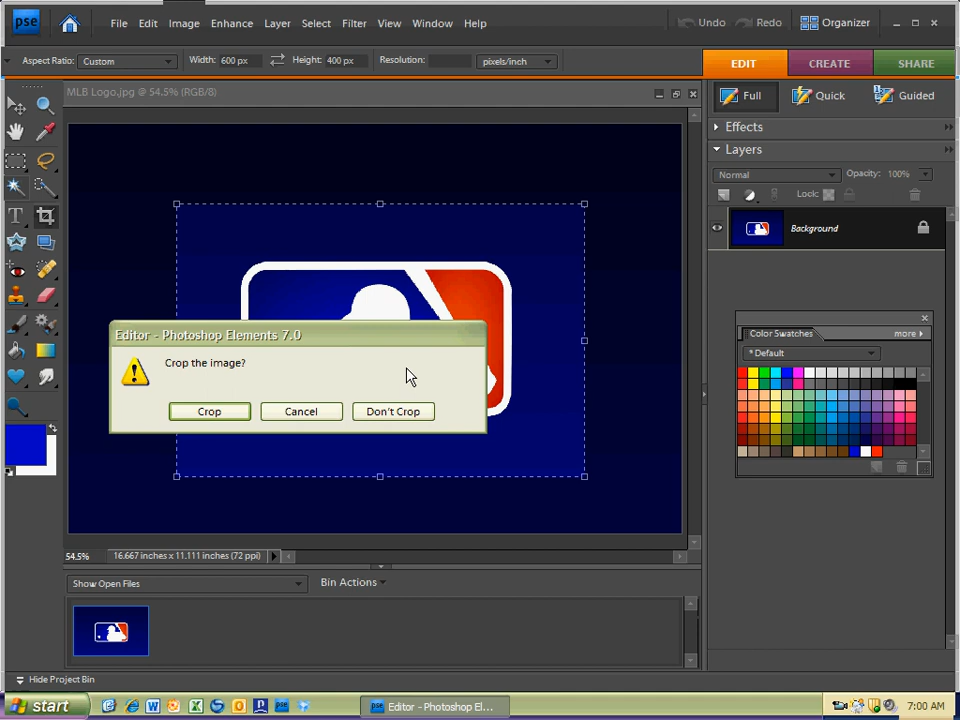 pse File Edit Image Enhance Layer Select Filter View Window Help Undo Redo Organizer
Aspect Ratio: Custom Width: 600 px Height: 400 px Resolution: pixels/inch EDIT CREATE SHARE
MLB Logo.jpg @ 54.5% (RGB/8)
Full Quick Guided
Effects
Layers
Normal Opacity: 100%
Lock:
Background
Editor - Photoshop Elements 7.0
Crop the image?
Crop Cancel Don't Crop
Color Swatches more
* Default
54.5% 16.667 inches x 11.111 inches (72 ppi)
Show Open Files Bin Actions
Hide Project Bin
start pse Editor - Photoshop El... 7:00 AM